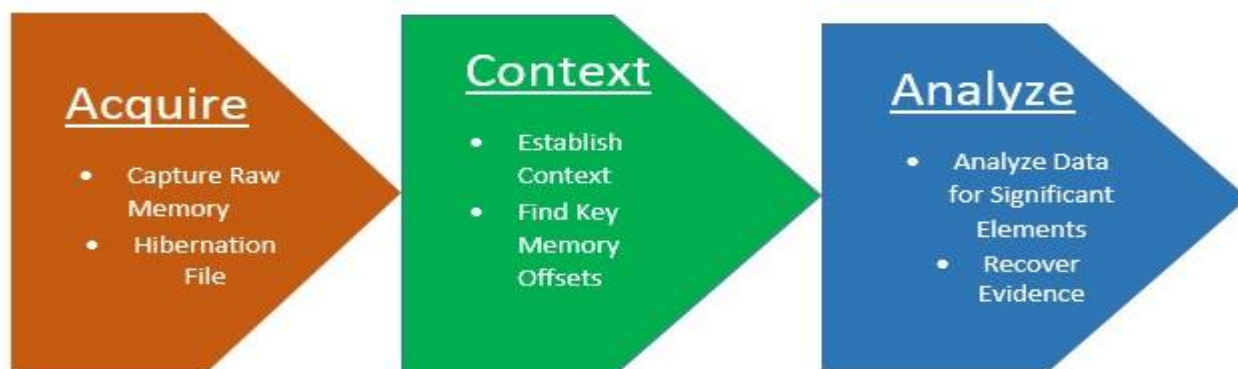 Acquire
• Capture Raw
Memory
• Hibernation
File
Context
• Establish
Context
• Find Key
Memory
Offsets
Analyze
• Analyze Data
for Significant
Elements
• Recover
Evidence